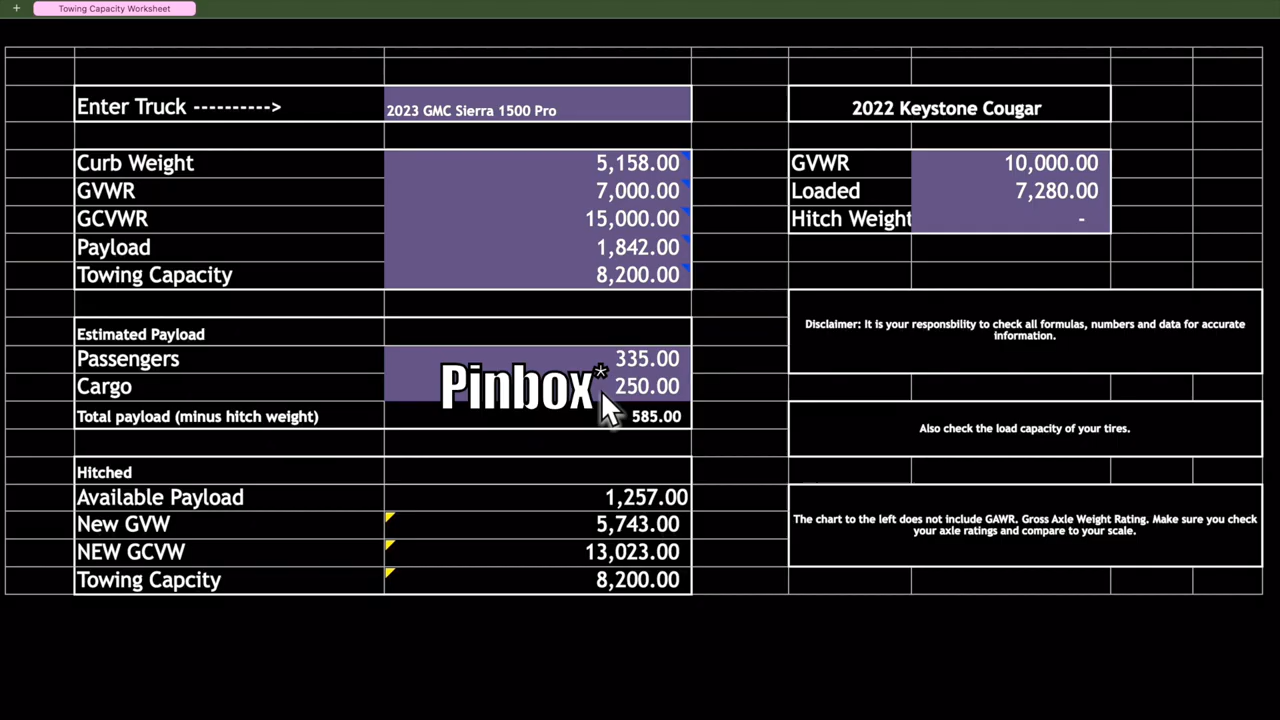 + Towing Capacity Worksheet
Enter Truck ----------> 2023 GMC Sierra 1500 Pro
2022 Keystone Cougar
Curb Weight 5,158.00
GVWR 7,000.00
GCVWR 15,000.00
Payload 1,842.00
Towing Capacity 8,200.00
GVWR 10,000.00
Loaded 7,280.00
Hitch Weight -
Estimated Payload
Passengers 335.00
Cargo 250.00
Pinbox*
Total payload (minus hitch weight) 585.00
Hitched
Available Payload 1,257.00
New GVW 5,743.00
NEW GCVW 13,023.00
Towing Capcity 8,200.00
Disclaimer: It is your responsbility to check all formulas, numbers and data for accurate
information.
Also check the load capacity of your tires.
The chart to the left does not include GAWR. Gross Axle Weight Rating. Make sure you check
your axle ratings and compare to your scale.